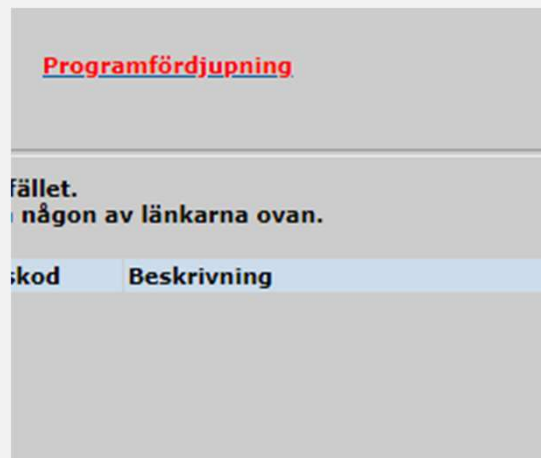 Programfördjupning
fället.
någon av länkarna ovan.
skod Beskrivning